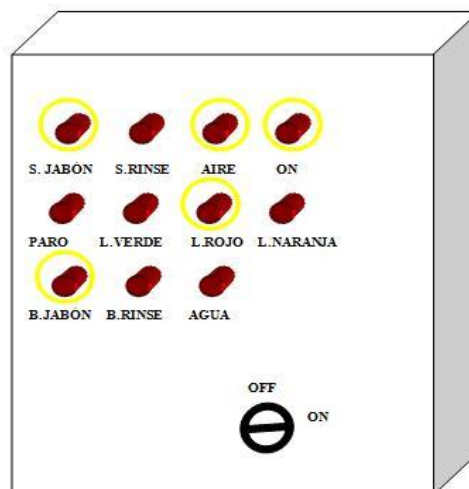 S. JABÓN S.RINSE AIRE ON
PARO L.VERDE L.ROJO L.NARANJA
B.JABÓN B.RINSE AGUA
OFF
ON